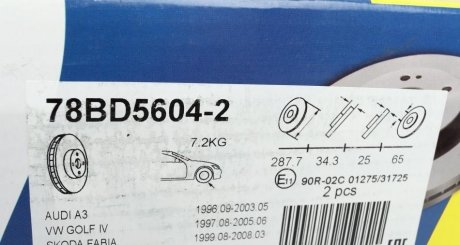 78BD5604-2
7.2KG
287.7 34.3 25 65
E11 90R-02C 01275/31725
2 pcs
AUDI A3 1996.09-2003.05
VW GOLF IV 1997.08-2005.06
SKODA FABIA 1999.08-2008.03